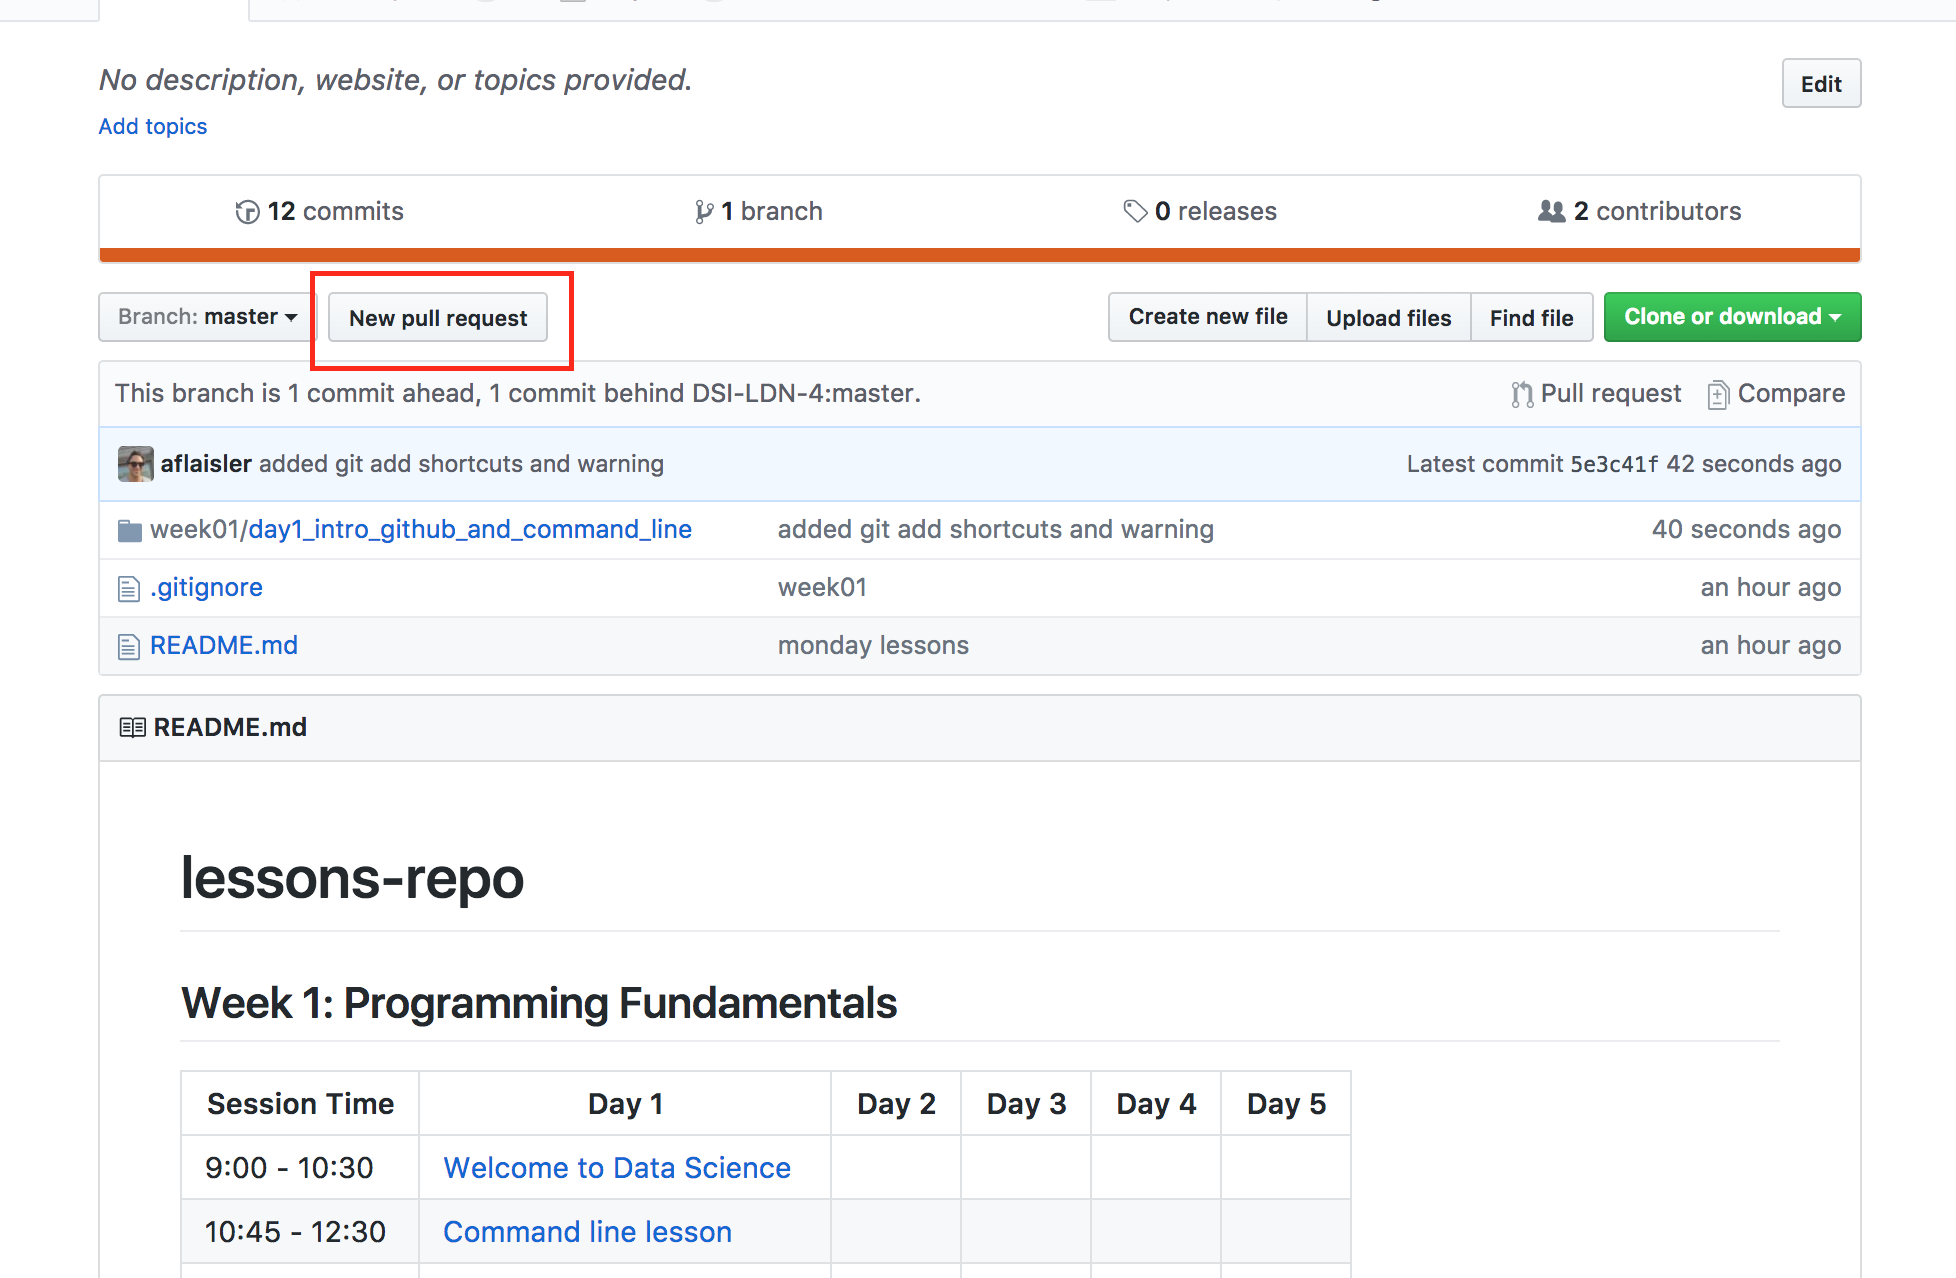 No description, website, or topics provided.
Edit
Add topics
12 commits 1 branch 0 releases 2 contributors
Branch: master New pull request Create new file Upload files Find file Clone or download
This branch is 1 commit ahead, 1 commit behind DSI-LDN-4:master. Pull request Compare
aflaisler added git add shortcuts and warning Latest commit 5e3c41f 42 seconds ago
week01/day1_intro_github_and_command_line added git add shortcuts and warning 40 seconds ago
.gitignore week01 an hour ago
README.md monday lessons an hour ago
README.md
lessons-repo
Week 1: Programming Fundamentals
Session Time Day 1 Day 2 Day 3 Day 4 Day 5
9:00 - 10:30 Welcome to Data Science
10:45 - 12:30 Command line lesson